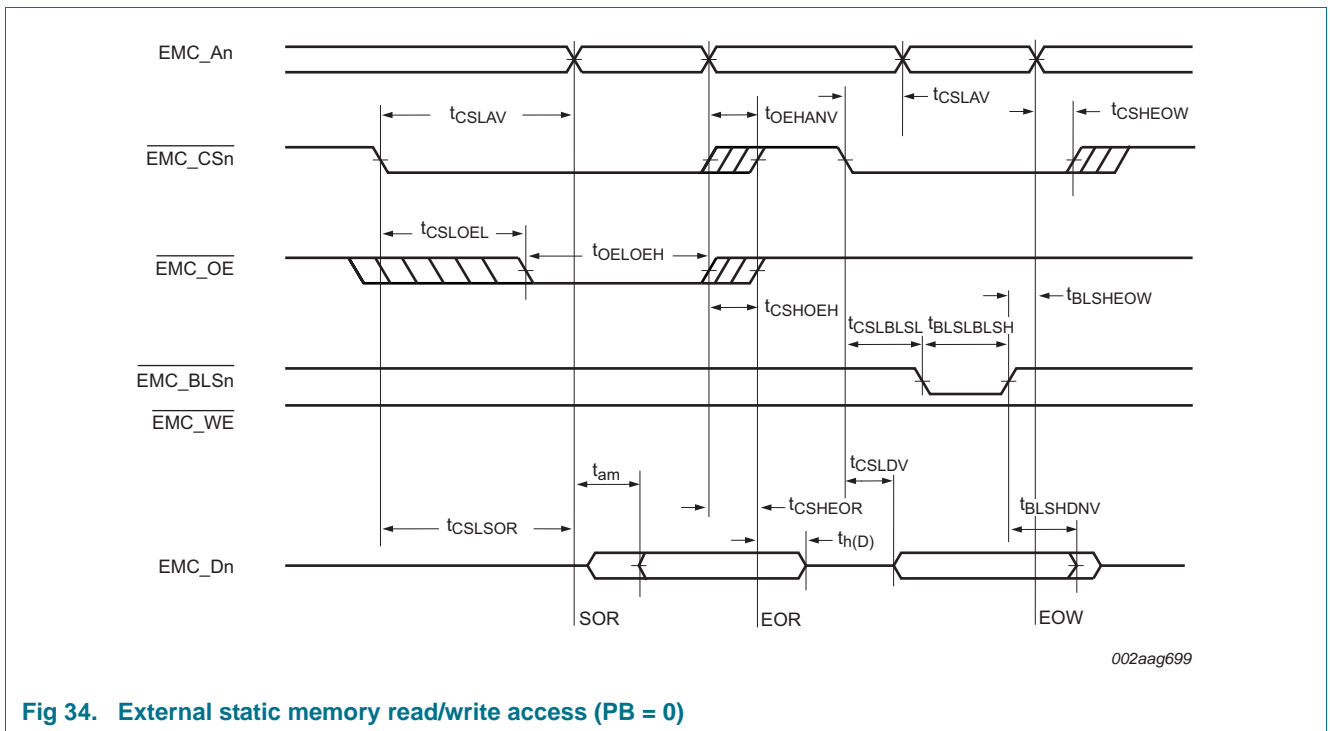 EMC_An
tCSLAV
tOEHANV
tCSLAV
tCSHEOW
EMC_CSn
tCSLOEL
tOELOEH
EMC_OE
tCSHOEH
tBLSHEOW
tCSLBLSL
tBLSLBLSH
EMC_BLSn
EMC_WE
tam
tCSLDV
tCSLSOR
tCSHEOR
tBLSHDNV
th(D)
EMC_Dn
SOR
EOR
EOW
002aag699
Fig 34. External static memory read/write access (PB = 0)